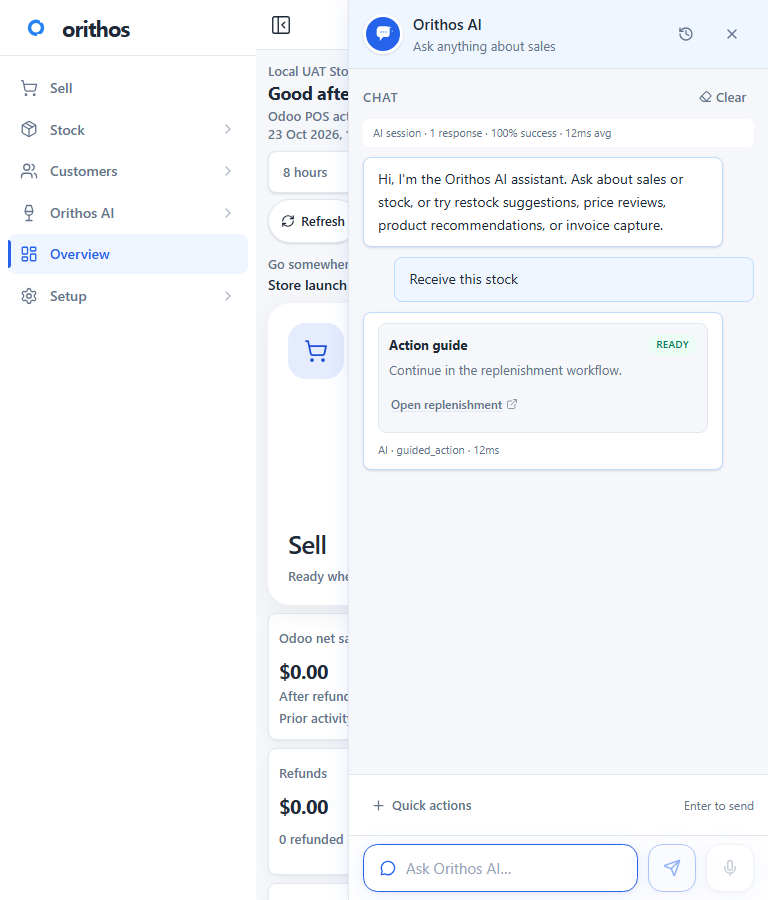 orithos
Sell
Stock
Customers
Orithos AI
Overview
Setup
Local UAT Sto
Good afte
Odoo POS act
23 Oct 2026,
8 hours
Refresh
Go somewher
Store launch
Sell
Ready whe
Odoo net sa
$0.00
After refund
Prior activity
Refunds
$0.00
0 refunded
Orithos AI
Ask anything about sales
CHAT
Clear
AI session · 1 response · 100% success · 12ms avg
Hi, I'm the Orithos AI assistant. Ask about sales or
stock, or try restock suggestions, price reviews,
product recommendations, or invoice capture.
Receive this stock
Action guide
READY
Continue in the replenishment workflow.
Open replenishment
AI · guided_action · 12ms
Quick actions
Enter to send
Ask Orithos AI...